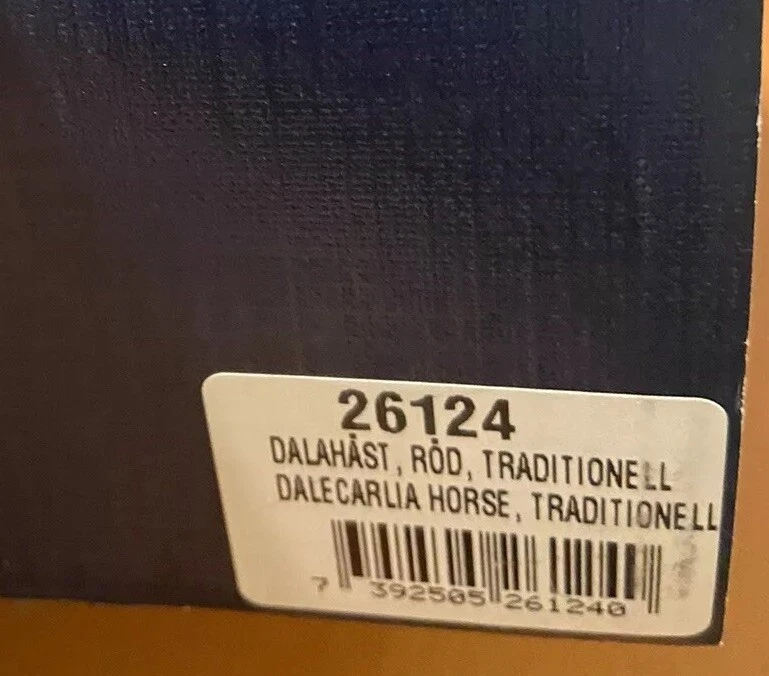 26124
DALAHÄST, RÖD, TRADITIONELL
DALECARLIA HORSE, TRADITIONELL
7 392505 261240